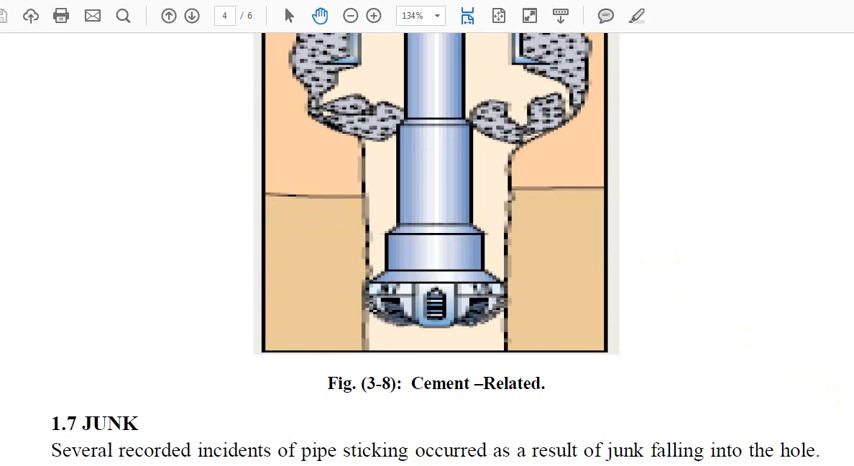 4 / 6
134%
Fig. (3-8): Cement –Related.
1.7 JUNK
Several recorded incidents of pipe sticking occurred as a result of junk falling into the hole.